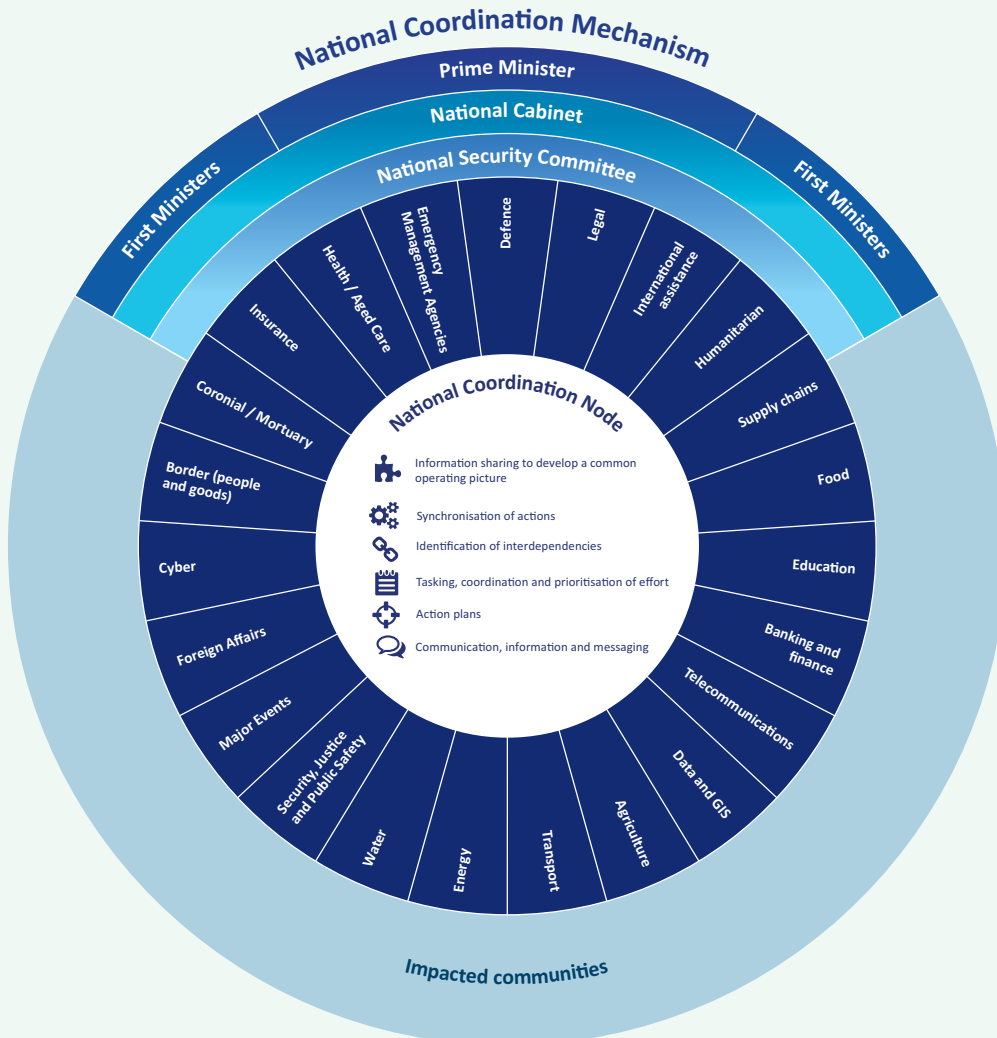 National Coordination Mechanism
Prime Minister
First Ministers
First Ministers
National Cabinet
National Security Committee
Defence
Legal
International
assistance
Humanitarian
Supply chains
Food
Education
Banking and
finance
Telecommunications
Data and GIS
Agriculture
Transport
Energy
Water
Security, Justice
and Public Safety
Major Events
Foreign Affairs
Cyber
Border (people
and goods)
Coronial / Mortuary
Insurance
Health / Aged Care
Emergency
Management Agencies
National Coordination Node
Information sharing to develop a common
operating picture
Synchronisation of actions
Identification of interdependencies
Tasking, coordination and prioritisation of effort
Action plans
Communication, information and messaging
Impacted communities